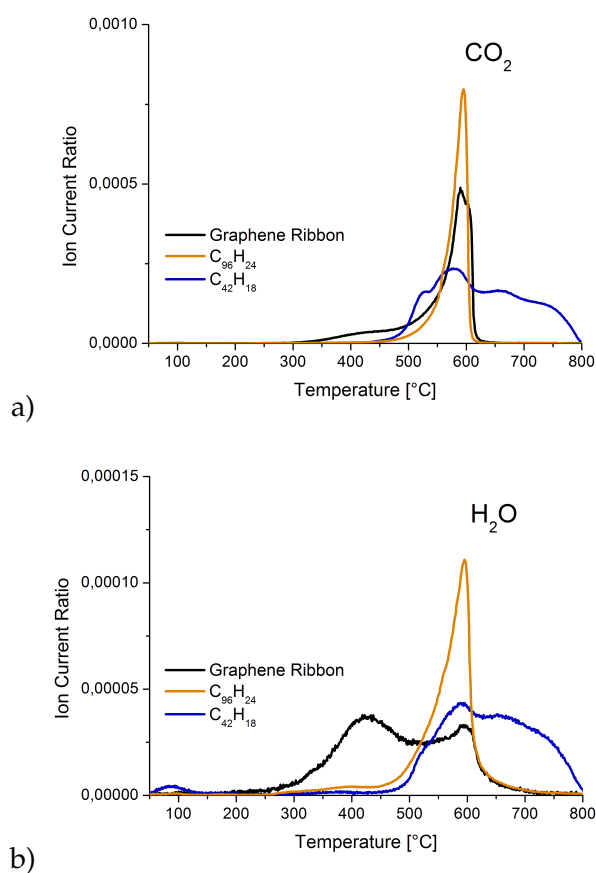 0,0010
CO₂
0,0005
Ion Current Ratio
Graphene Ribbon
C₉₆H₂₄
C₄₂H₁₈
0,0000
100 200 300 400 500 600 700 800
Temperature [°C]
a)
0,00015
H₂O
0,00010
Ion Current Ratio
Graphene Ribbon
C₉₆H₂₄
0,00005
C₄₂H₁₈
0,00000
100 200 300 400 500 600 700 800
Temperature [°C]
b)